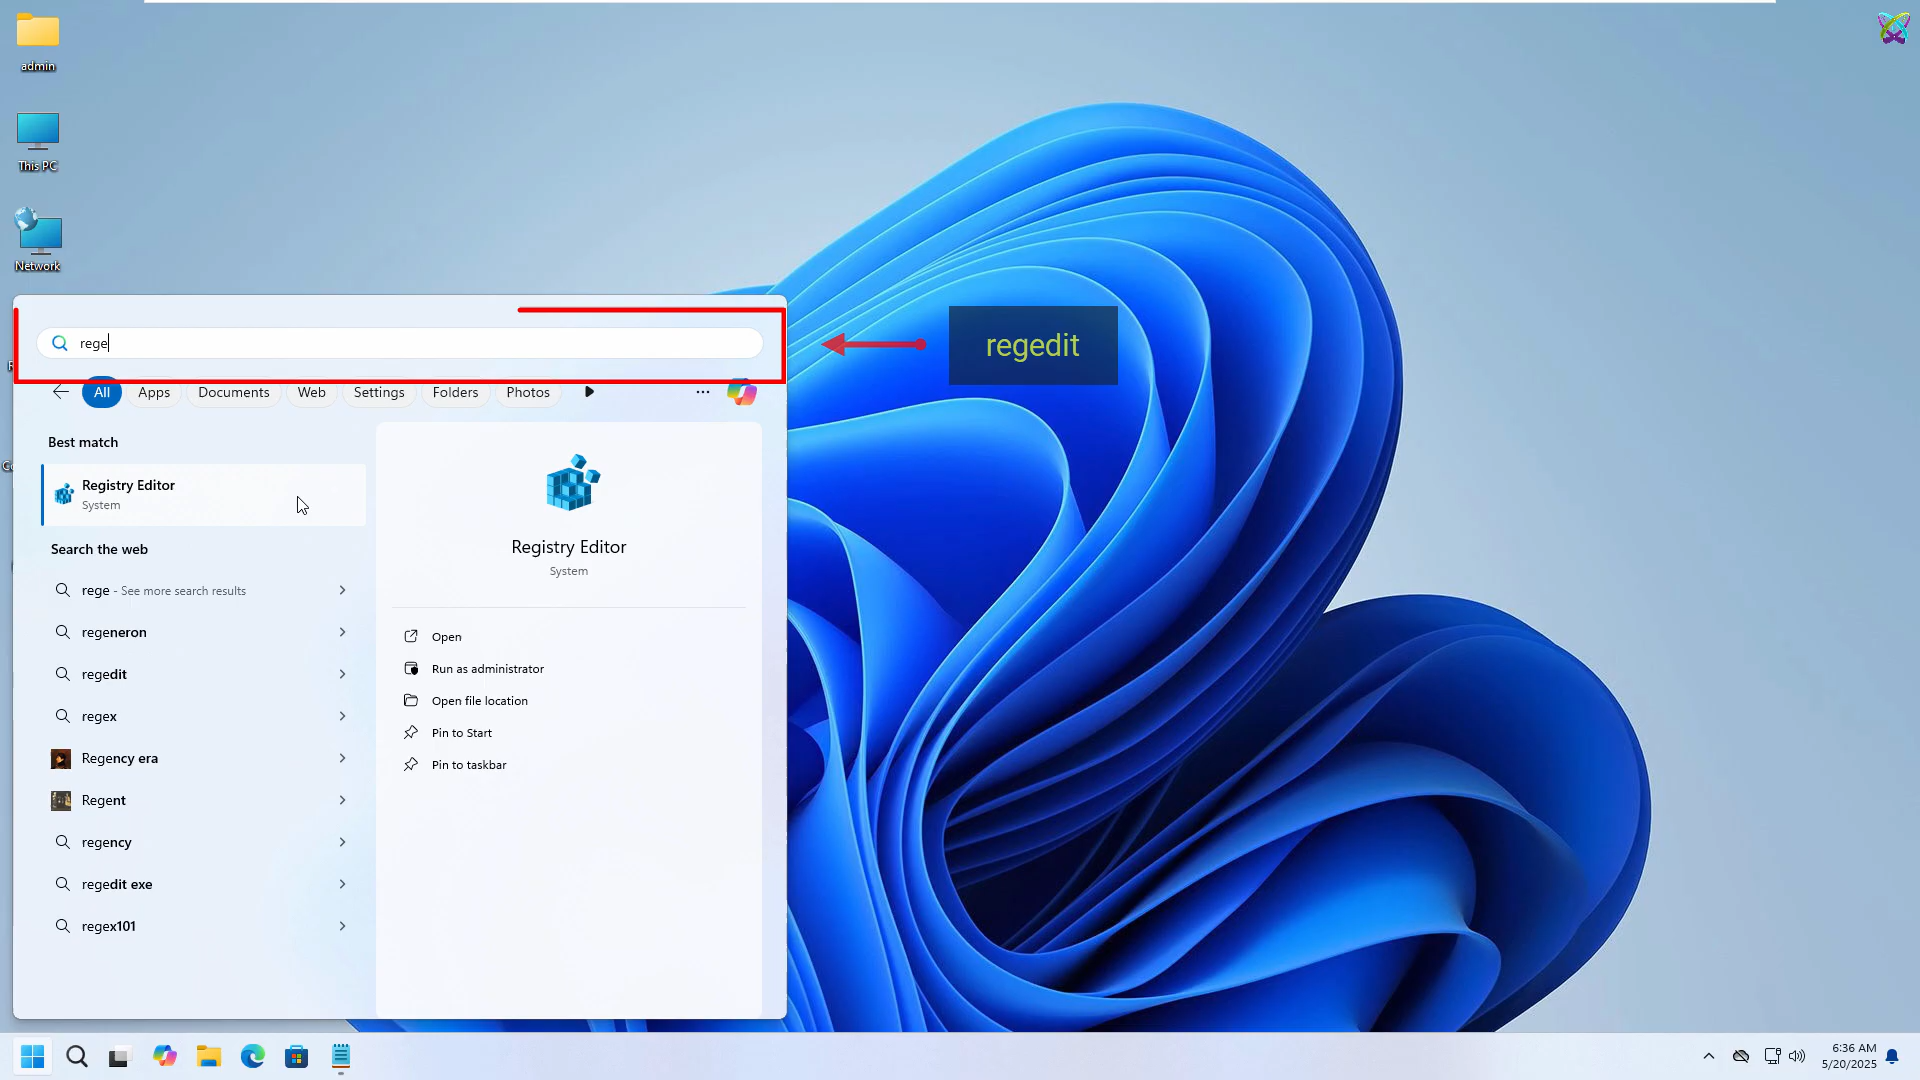 admin
This PC
Network
rege
regedit
All
Apps
Documents
Web
Settings
Folders
Photos
Best match
Registry Editor
System
Search the web
rege - See more search results
regeneron
regedit
regex
Regency era
Regent
regency
regedit exe
regex101
Registry Editor
System
Open
Run as administrator
Open file location
Pin to Start
Pin to taskbar
6:36 AM
5/20/2025